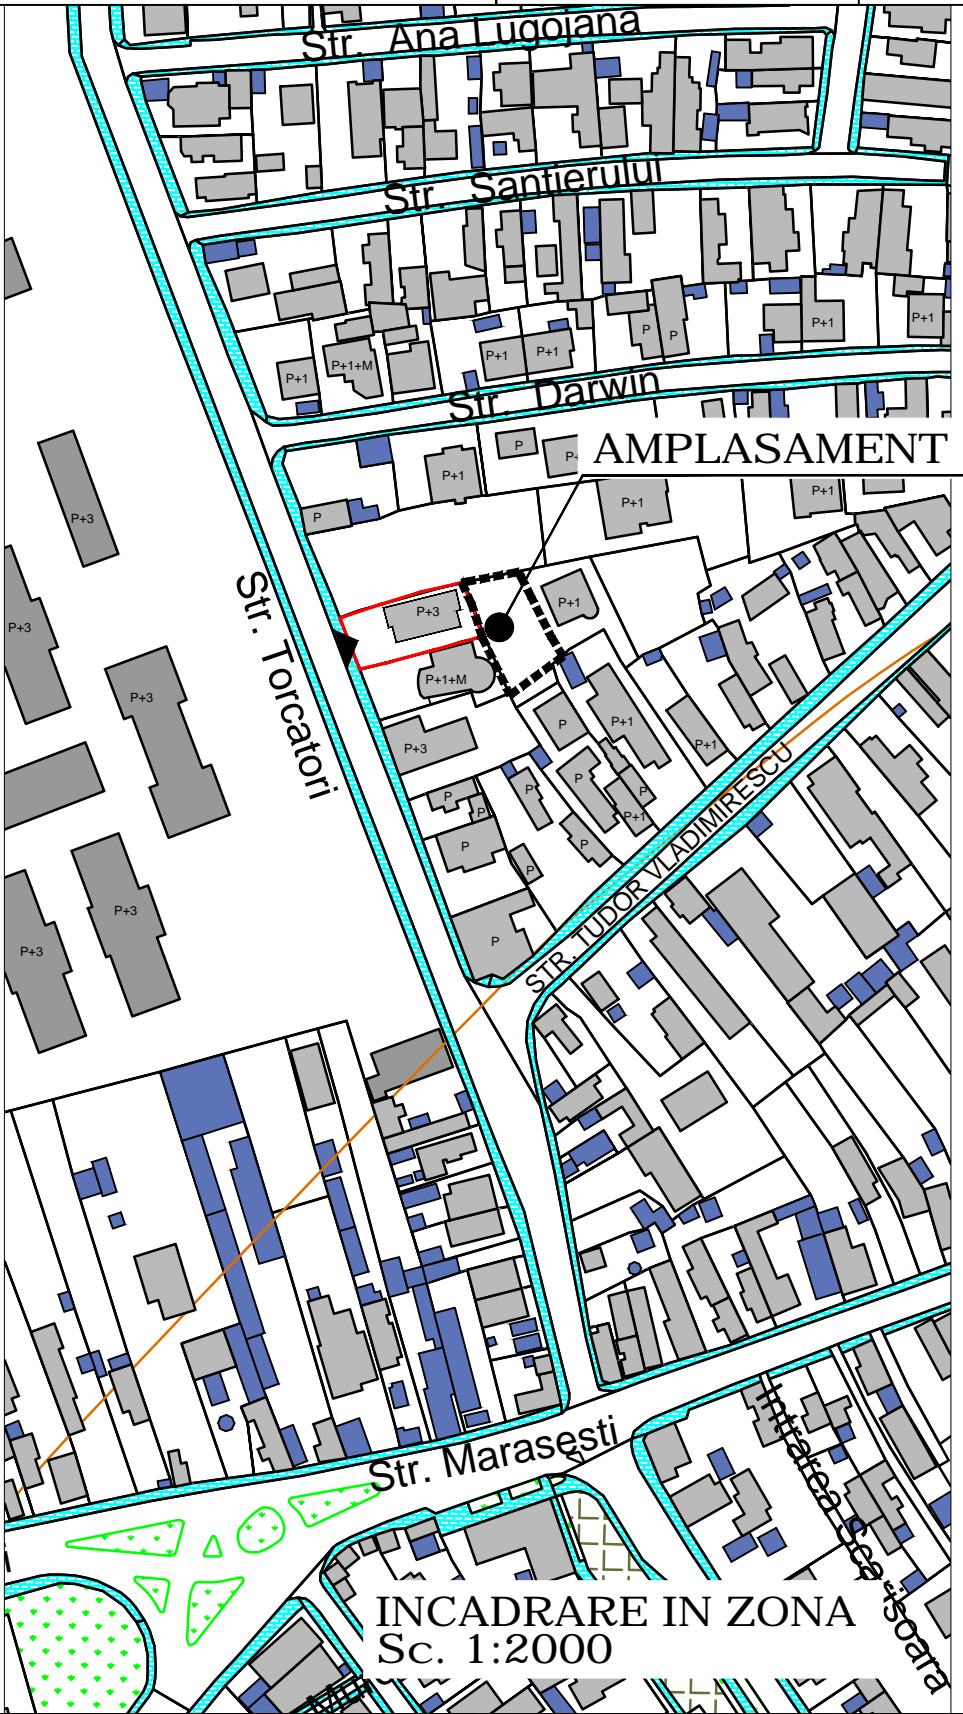 Str. Ana Lugojana
Str. Santierului
P+1
P+1
P
P
P+1
P+1
P+1+M
P+1
Str. Darwin
AMPLASAMENT
P
P+1
P+1
P+1
P
P+3
P+3
P+1
P+3
P+1+M
Str. Torcatori
P+3
P+3
P
P+1
P+1
P
P
P
P
P
P+1
P
P
P
STR. TUDOR VLADIMIRESCU
P+3
P
P+3
Str. Marasesti
Intrarea Scarisoara
INCADRARE IN ZONA
Sc. 1:2000